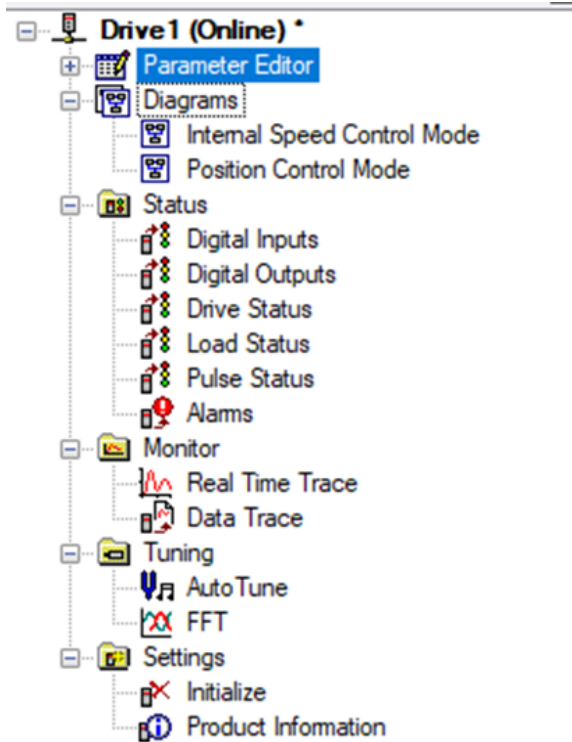 Drive1 (Online) *
Parameter Editor
Diagrams
Internal Speed Control Mode
Position Control Mode
Status
Digital Inputs
Digital Outputs
Drive Status
Load Status
Pulse Status
Alarms
Monitor
Real Time Trace
Data Trace
Tuning
AutoTune
FFT
Settings
Initialize
Product Information